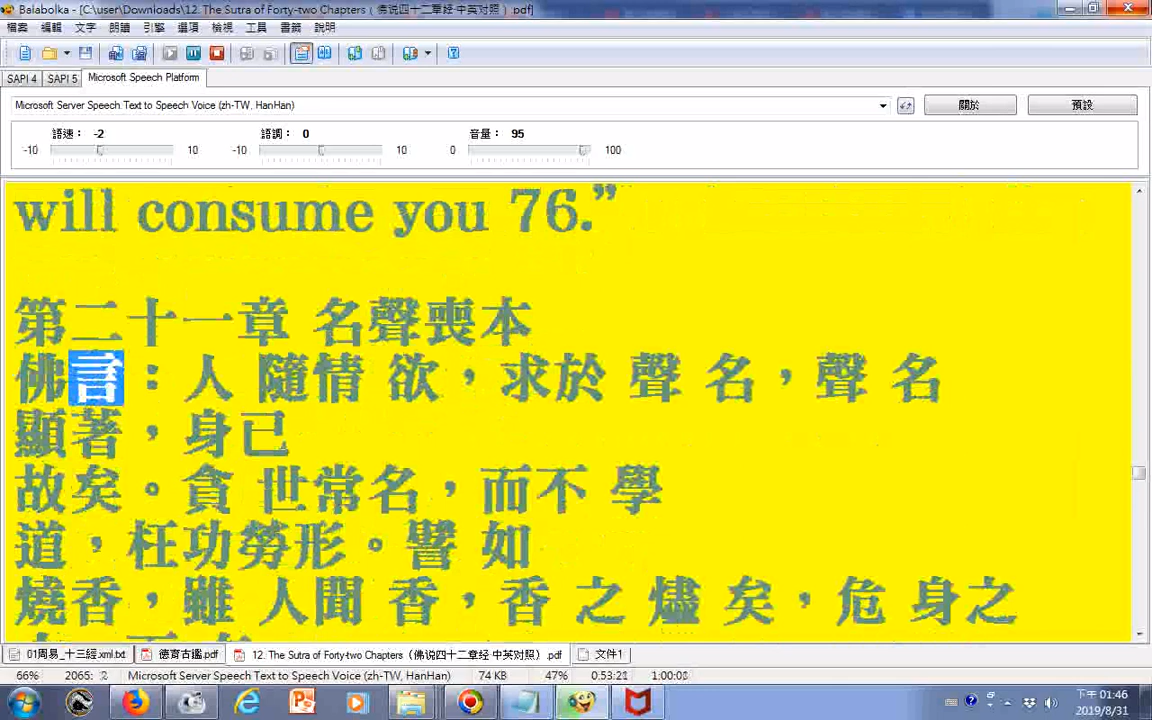 Balabolka - [C:\user\Downloads\12. The Sutra of Forty-two Chapters（佛说四十二章经·中英对照）.pdf]
檔案 編輯 文字 朗讀 引擎 選項 檢視 工具 書籤 說明
SAPI 4 SAPI 5 Microsoft Speech Platform
Microsoft Server Speech Text to Speech Voice (zh-TW, HanHan) 關於 預設
語速： -2 語調： 0 音量： 95
-10 10 -10 10 0 100
will consume you 76.”
第二十一章 名聲喪本
佛言：人 隨情 欲，求於 聲 名，聲 名
顯著，身已
故矣。貪 世常名，而不 學
道，枉功勞形。譬 如
燒香，雖 人聞 香，香 之 燼 矣，危 身之
01周易_十三經.xml.txt 德育古鑑.pdf 12. The Sutra of Forty-two Chapters（佛说四十二章经·中英对照）.pdf 文件1
66% 2065: 2 Microsoft Server Speech Text to Speech Voice (zh-TW, HanHan) 74 KB 47% 0:53:21 1:00:08
下午 01:46
2019/8/31